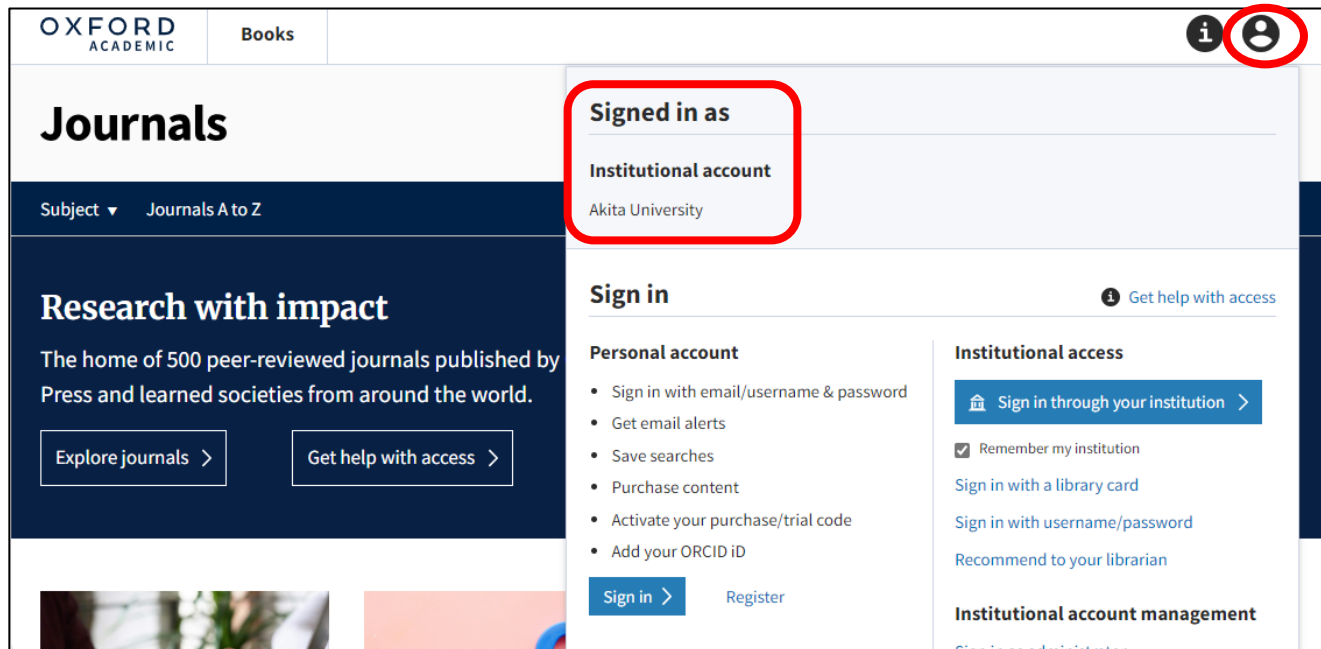 OXFORD
ACADEMIC
Books
Journals
Subject
Journals A to Z
Research with impact
The home of 500 peer-reviewed journals published by
Press and learned societies from around the world.
Explore journals
Get help with access
Signed in as
Institutional account
Akita University
Sign in
Get help with access
Personal account
• Sign in with email/username & password
• Get email alerts
• Save searches
• Purchase content
• Activate your purchase/trial code
• Add your ORCID iD
Sign in
Register
Institutional access
Sign in through your institution
Remember my institution
Sign in with a library card
Sign in with username/password
Recommend to your librarian
Institutional account management